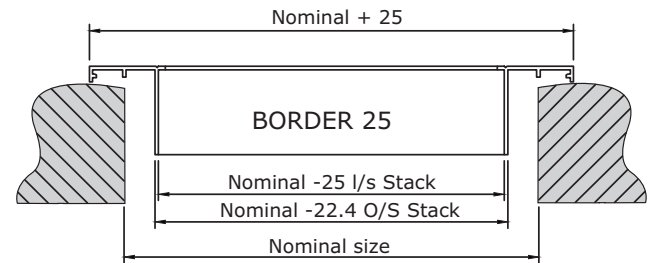 Nominal + 25
BORDER 25
Nominal -25 I/s Stack
Nominal -22.4 O/S Stack
Nominal size